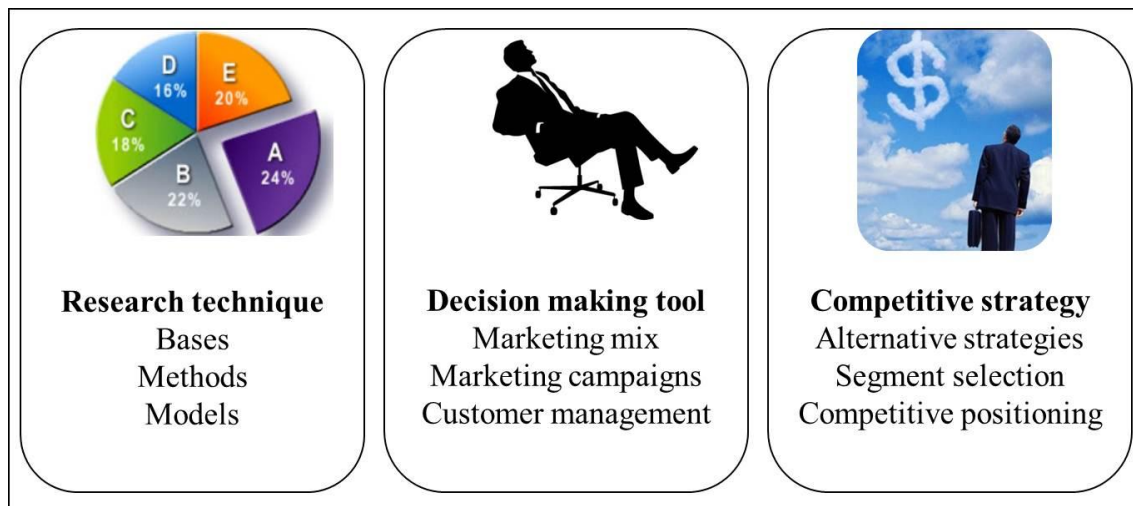 D
16%
E
20%
C
18%
A
24%
B
22%
Research technique
Bases
Methods
Models
Decision making tool
Marketing mix
Marketing campaigns
Customer management
$
Competitive strategy
Alternative strategies
Segment selection
Competitive positioning